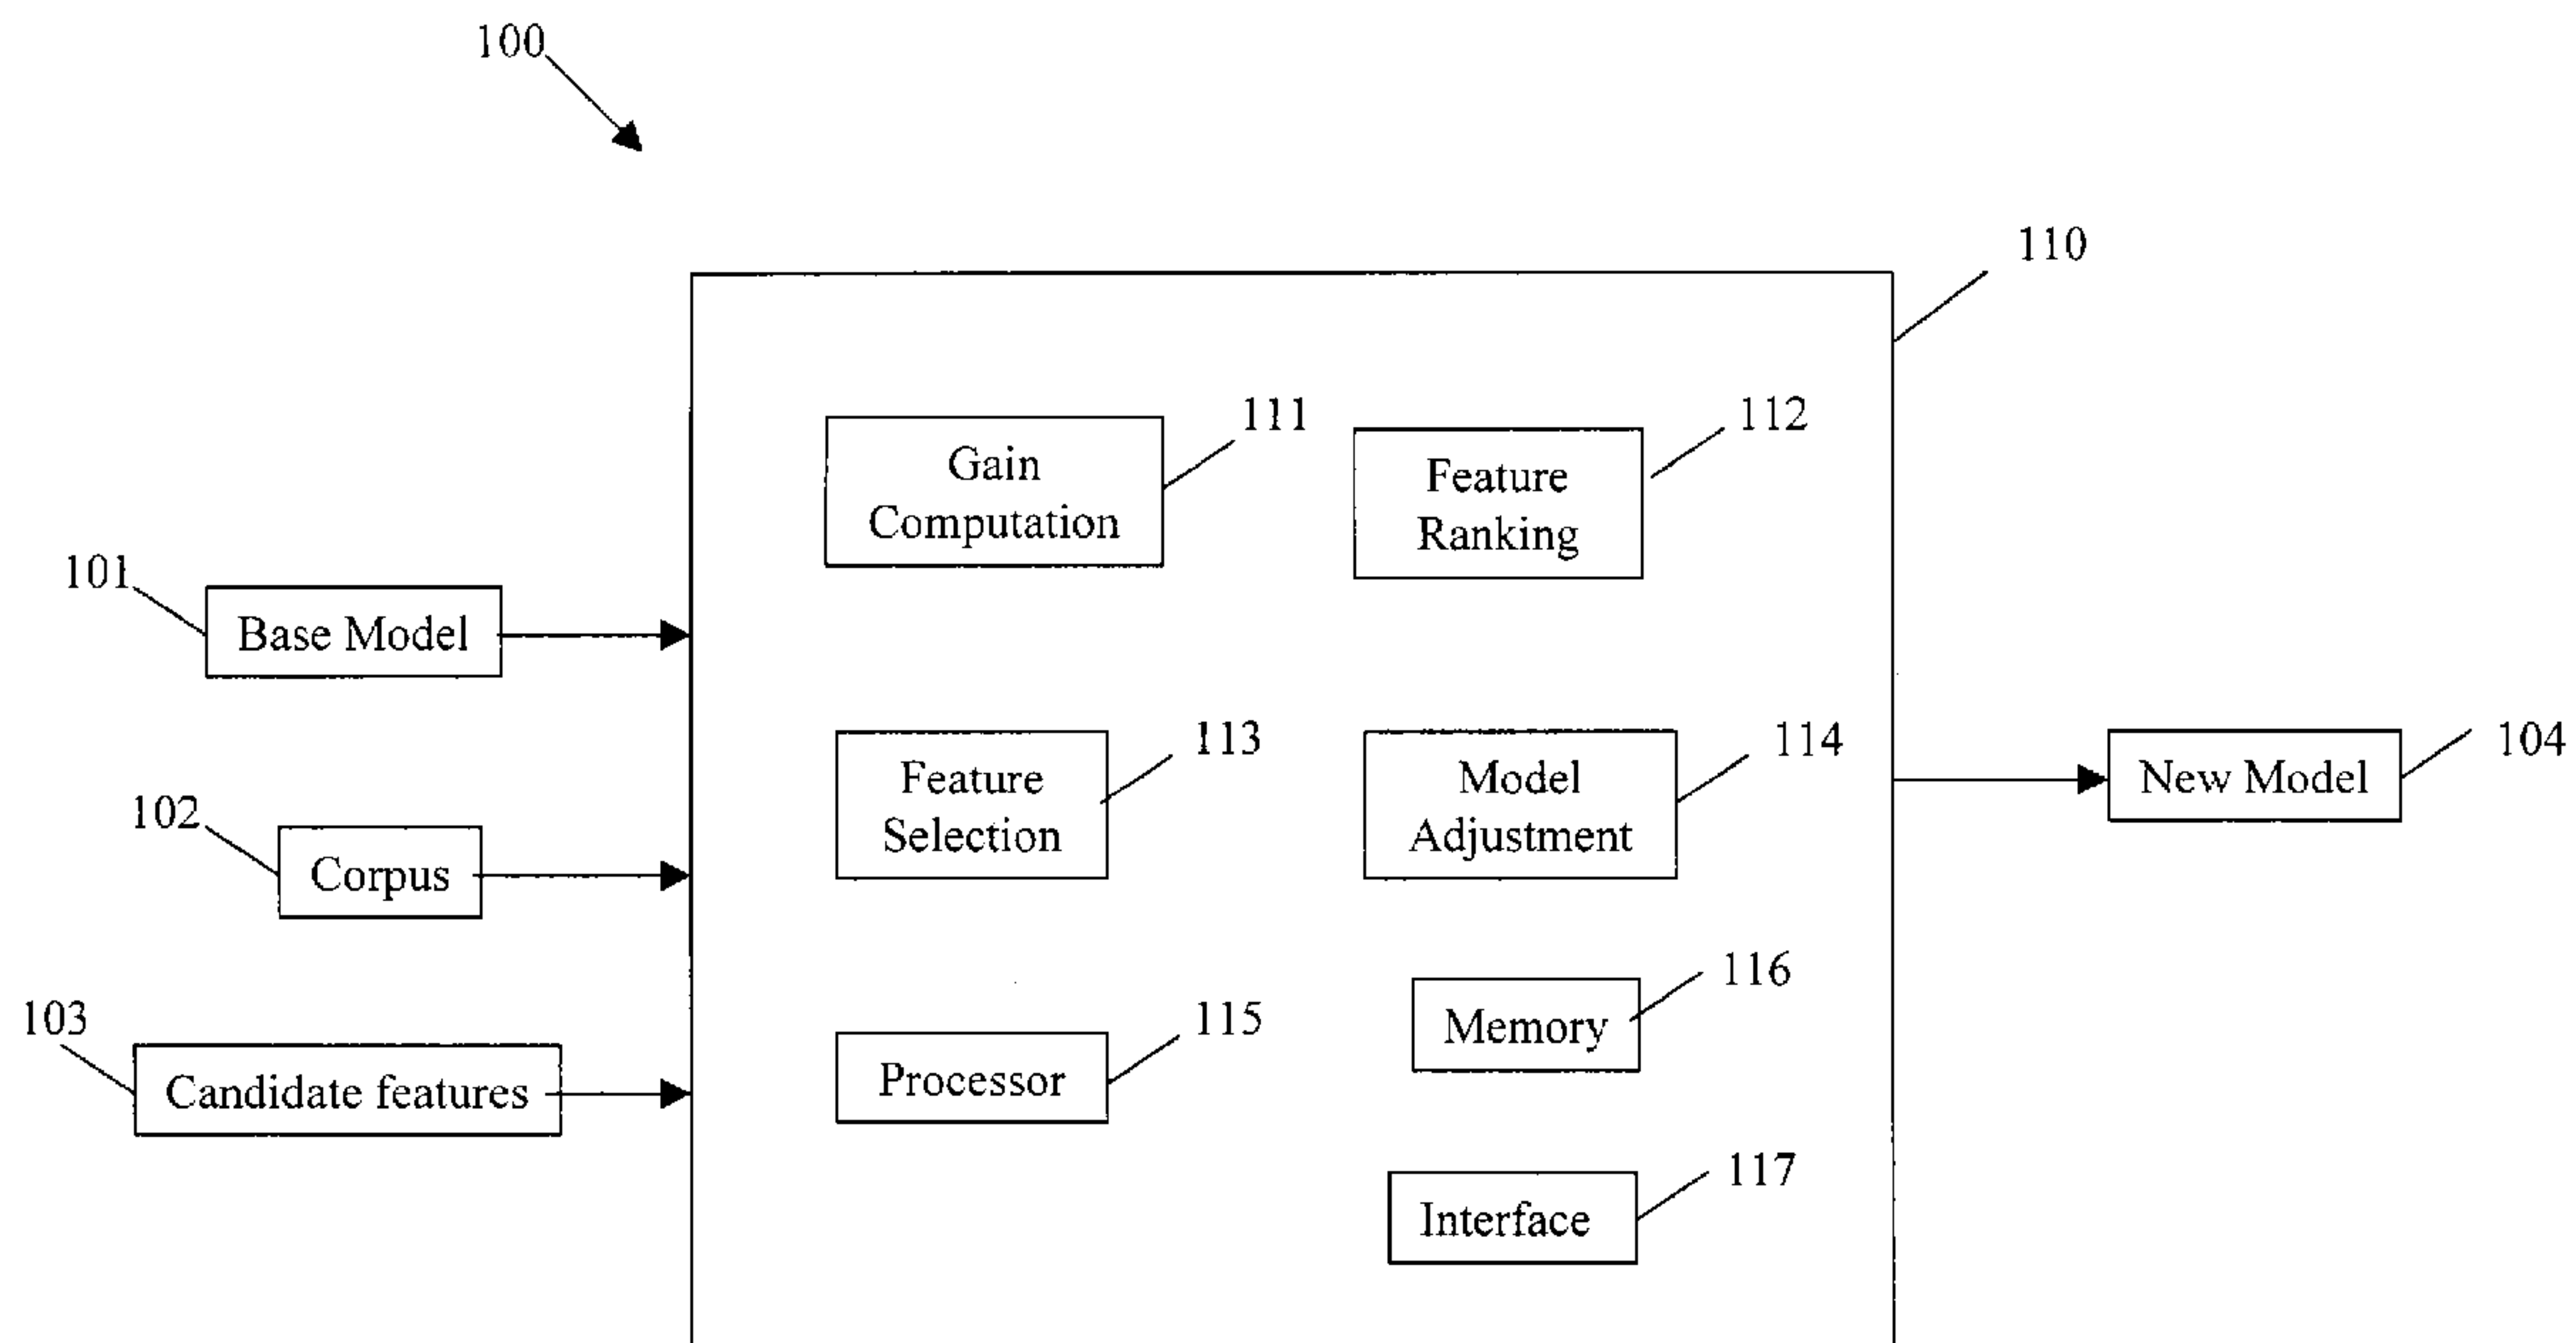 100
110
111
112
Gain
Computation
Feature
Ranking
101
Base Model
113
114
104
Feature
Selection
Model
Adjustment
New Model
102
Corpus
116
Memory
103
Candidate features
115
Processor
117
Interface